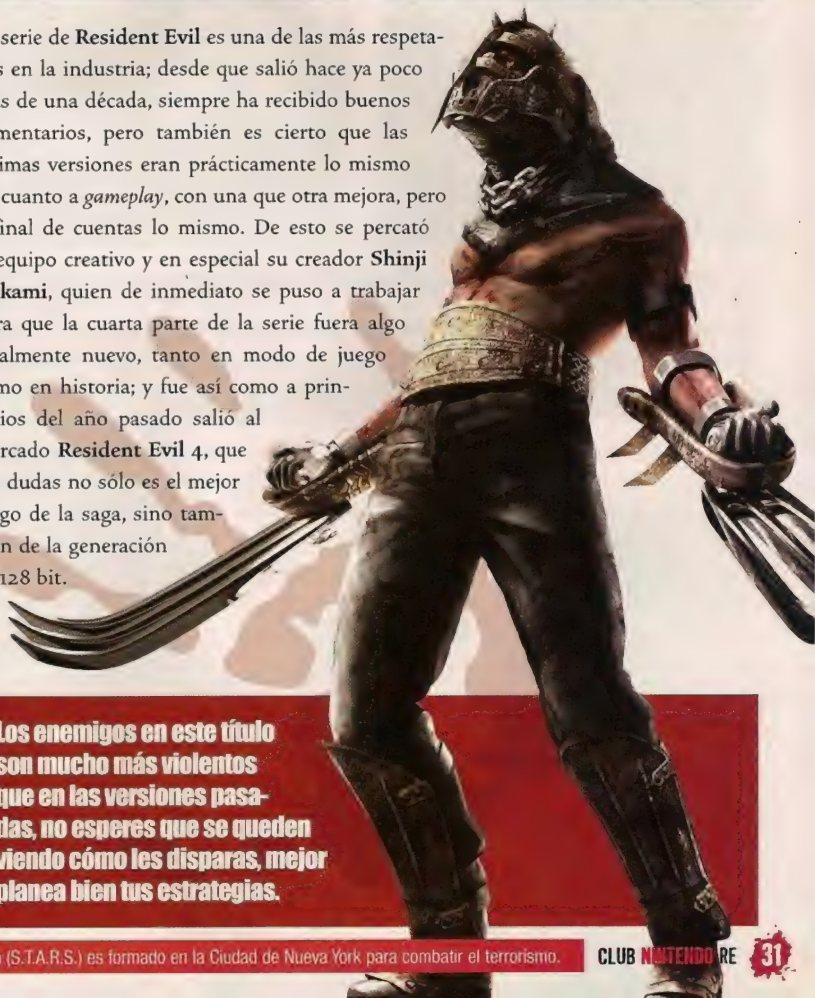 serie de Resident Evil es una de las más respeta-
s en la industria; desde que salió hace ya poco
s de una década, siempre ha recibido buenos
mentarios, pero también es cierto que las
imas versiones eran prácticamente lo mismo
cuanto a gameplay, con una que otra mejora, pero
final de cuentas lo mismo. De esto se percató
equipo creativo y en especial su creador Shinji
kami, quien de inmediato se puso a trabajar
ra que la cuarta parte de la serie fuera algo
almente nuevo, tanto en modo de juego
mo en historia; y fue así como a prin-
ios del año pasado salió al
rcado Resident Evil 4, que
dudas no sólo es el mejor
go de la saga, sino tam-
n de la generación
128 bit.
Los enemigos en este título
son mucho más violentos
que en las versiones pasa-
das, no esperes que se queden
viendo cómo les disparas, mejor
planea bien tus estrategias.
(S.T.A.R.S.) es formado en la Ciudad de Nueva York para combatir el terrorismo.
CLUB NINTENDO RE 31